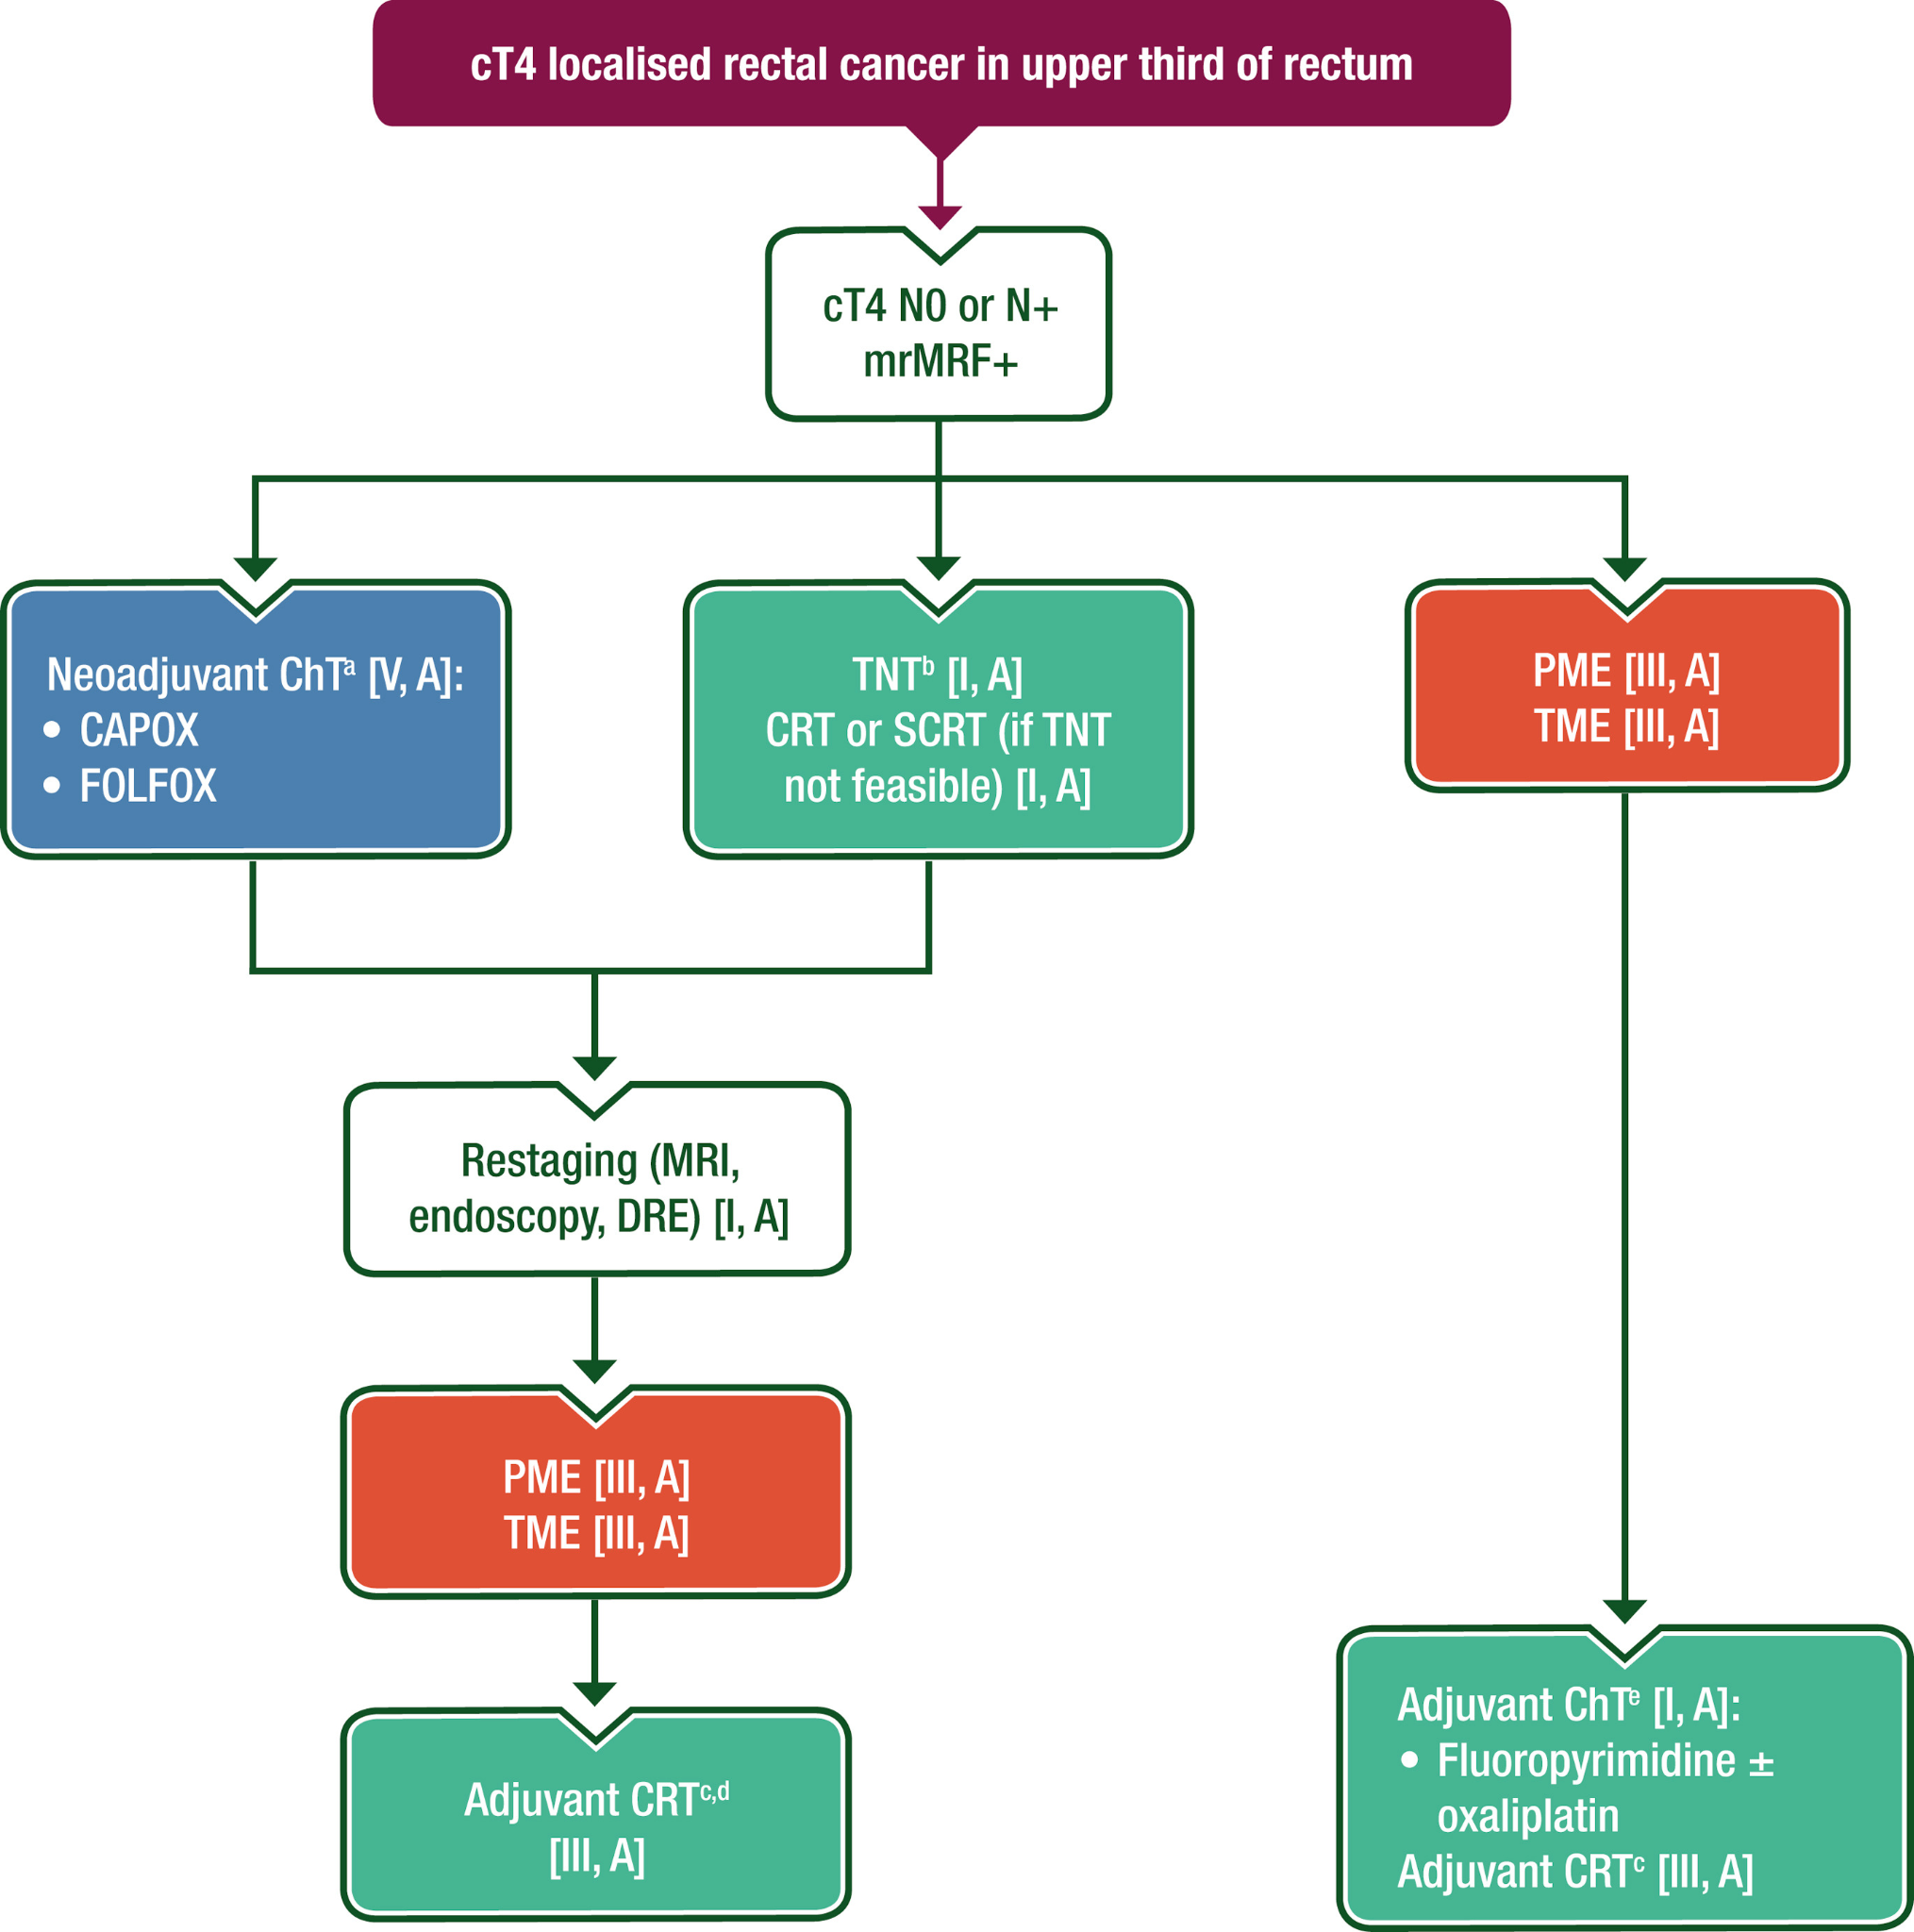 cT4 localised rectal cancer in upper third of rectum
cT4 N0 or N+
mrMRF+
Neoadjuvant ChTᵃ [V, A]:
• CAPOX
• FOLFOX
TNTᵇ [I, A]
CRT or SCRT (if TNT
not feasible) [I, A]
PME [III, A]
TME [III, A]
Restaging (MRI,
endoscopy, DRE) [I, A]
PME [III, A]
TME [III, A]
Adjuvant CRTᶜ,ᵈ
[III, A]
Adjuvant ChTᵉ [I, A]:
• Fluoropyrimidine ±
oxaliplatin
Adjuvant CRTᶜ [III, A]